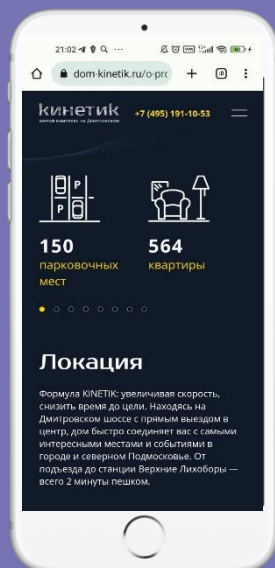 21:02
dom-kinetik.ru/o-pro
кинетик
+7 (495) 191-10-53
P
P
150
парковочных
мест
564
квартиры
Локация
Формула KINETIK: увеличивая скорость,
снизить время до цели. Находясь на
Дмитровском шоссе с прямым выездом в
центр, дом быстро соединяет вас с самыми
интересными местами и событиями в
городе и северном Подмосковье. От
подъезда до станции Верхние Лихоборы —
всего 2 минуты пешком.